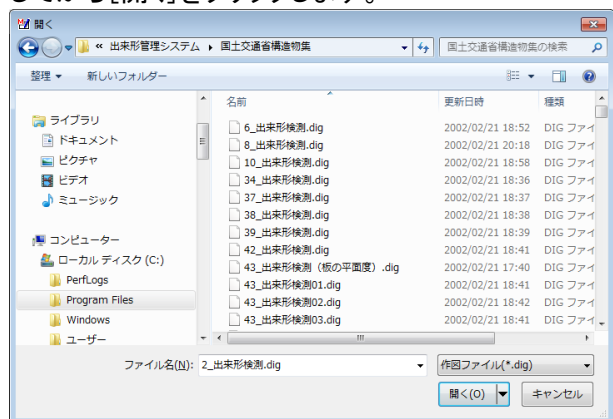 してから[開く]をクリックします。
開く
« 出来形管理システム ▸ 国土交通省構造物集
国土交通省構造物集の検索
整理 ▼ 新しいフォルダー
名前 更新日時 種類
ライブラリ
ドキュメント
ピクチャ
ビデオ
ミュージック
コンピューター
ローカル ディスク (C:)
PerfLogs
Program Files
Windows
ユーザー
6_出来形検測.dig 2002/02/21 18:52 DIG ファイ
8_出来形検測.dig 2002/02/21 20:18 DIG ファイ
10_出来形検測.dig 2002/02/21 18:58 DIG ファイ
34_出来形検測.dig 2002/02/21 18:36 DIG ファイ
37_出来形検測.dig 2002/02/21 18:37 DIG ファイ
38_出来形検測.dig 2002/02/21 18:38 DIG ファイ
39_出来形検測.dig 2002/02/21 18:39 DIG ファイ
42_出来形検測.dig 2002/02/21 18:41 DIG ファイ
43_出来形検測（板の平面度）.dig 2002/02/21 17:40 DIG ファイ
43_出来形検測01.dig 2002/02/21 18:41 DIG ファイ
43_出来形検測02.dig 2002/02/21 18:42 DIG ファイ
43_出来形検測03.dig 2002/02/21 18:41 DIG ファイ
ファイル名(N): 2_出来形検測.dig
作図ファイル(*.dig)
開く(O) キャンセル